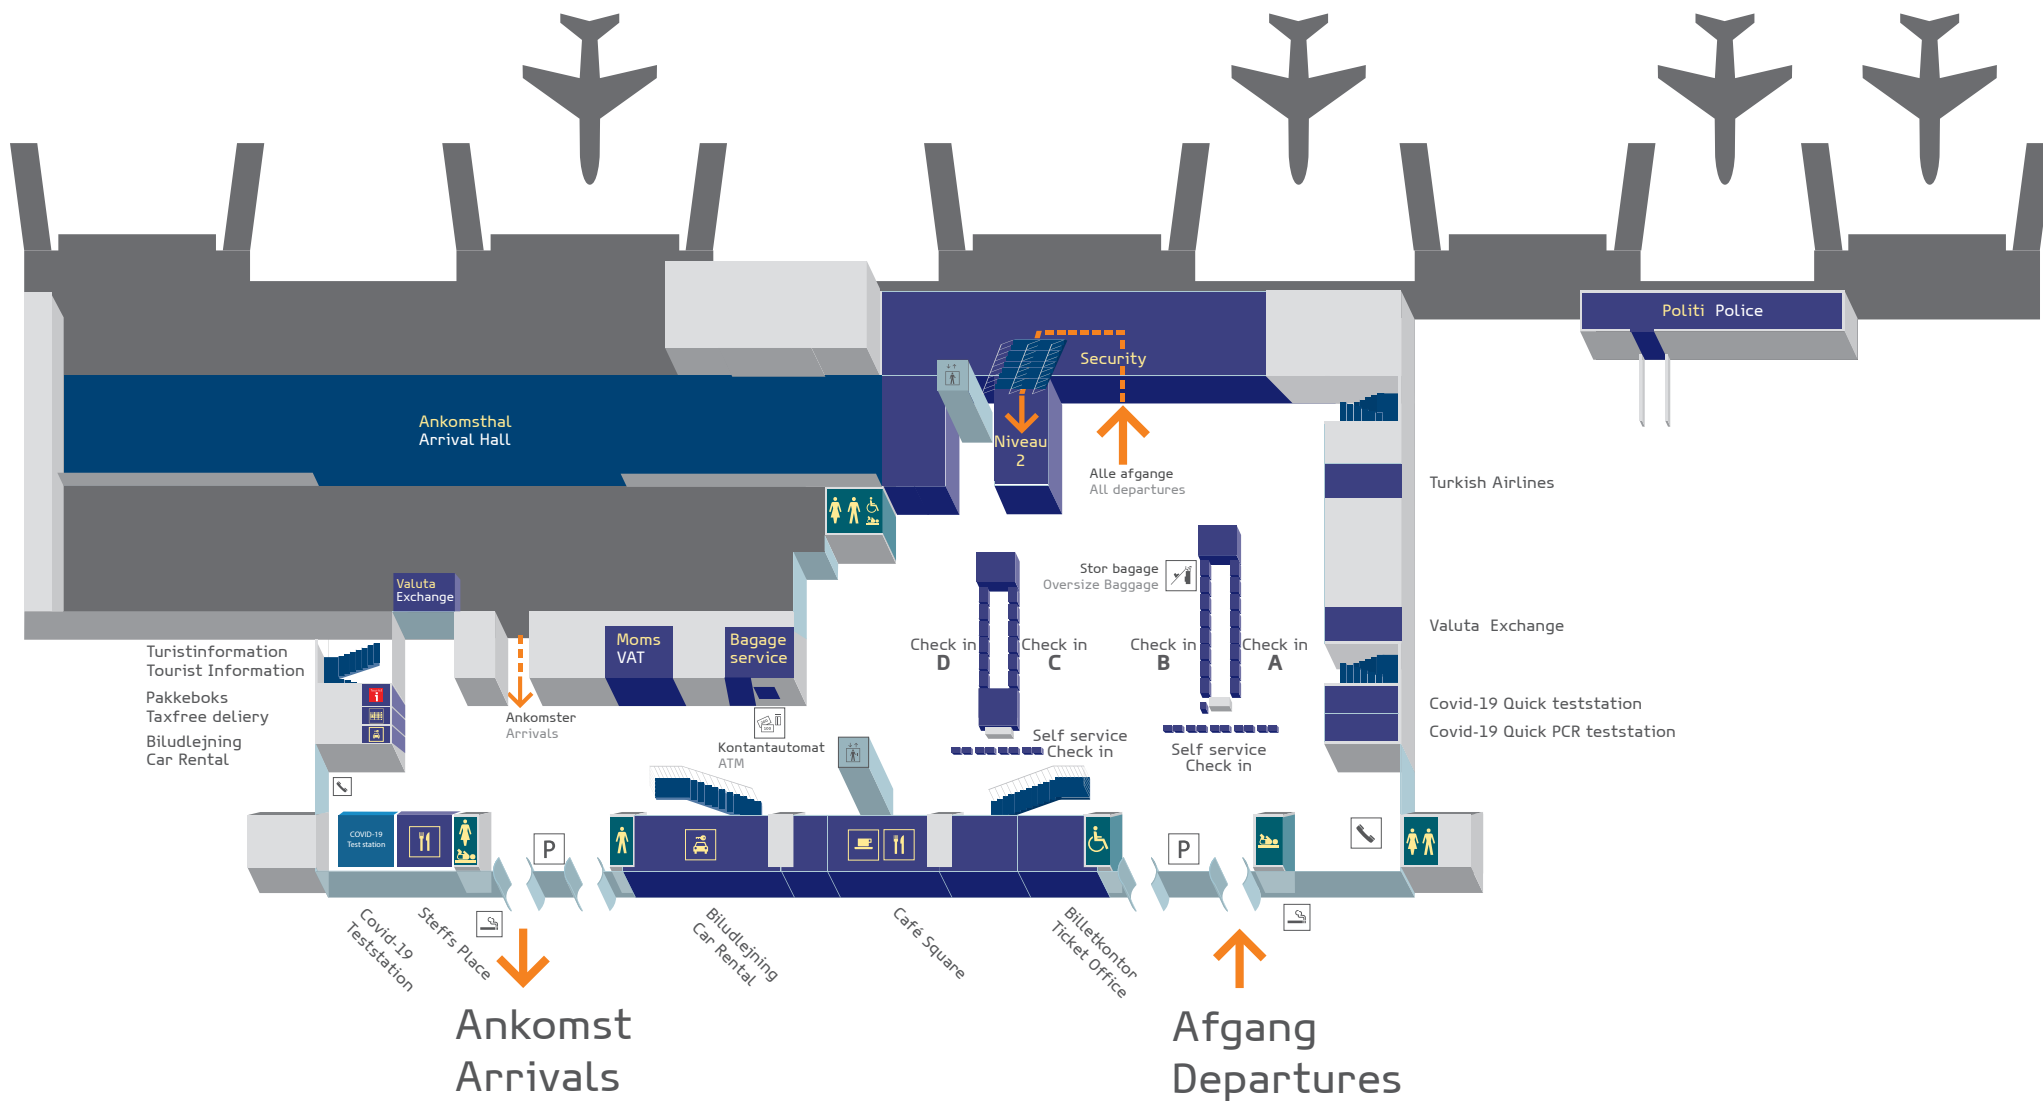 Politi Police
Security
Ankomsthal
Arrival Hall
Niveau
2
Alle afgange
All departures
Turkish Airlines
Valuta
Exchange
Stor bagage
Oversize Baggage
Valuta Exchange
Turistinformation
Tourist Information
Moms
VAT
Bagage
service
Check in
D
Check in
C
Check in
B
Check in
A
Pakkeboks
Taxfree deliery
Biludlejning
Car Rental
Ankomster
Arrivals
Kontantautomat
ATM
Self service
Check in
Self service
Check in
Covid-19 Quick teststation
Covid-19 Quick PCR teststation
COVID-19
Test station
P
P
Covid-19
Teststation
Steffs Place
Biludlejning
Car Rental
Café Square
Billetkontor
Ticket Office
Ankomst
Arrivals
Afgang
Departures